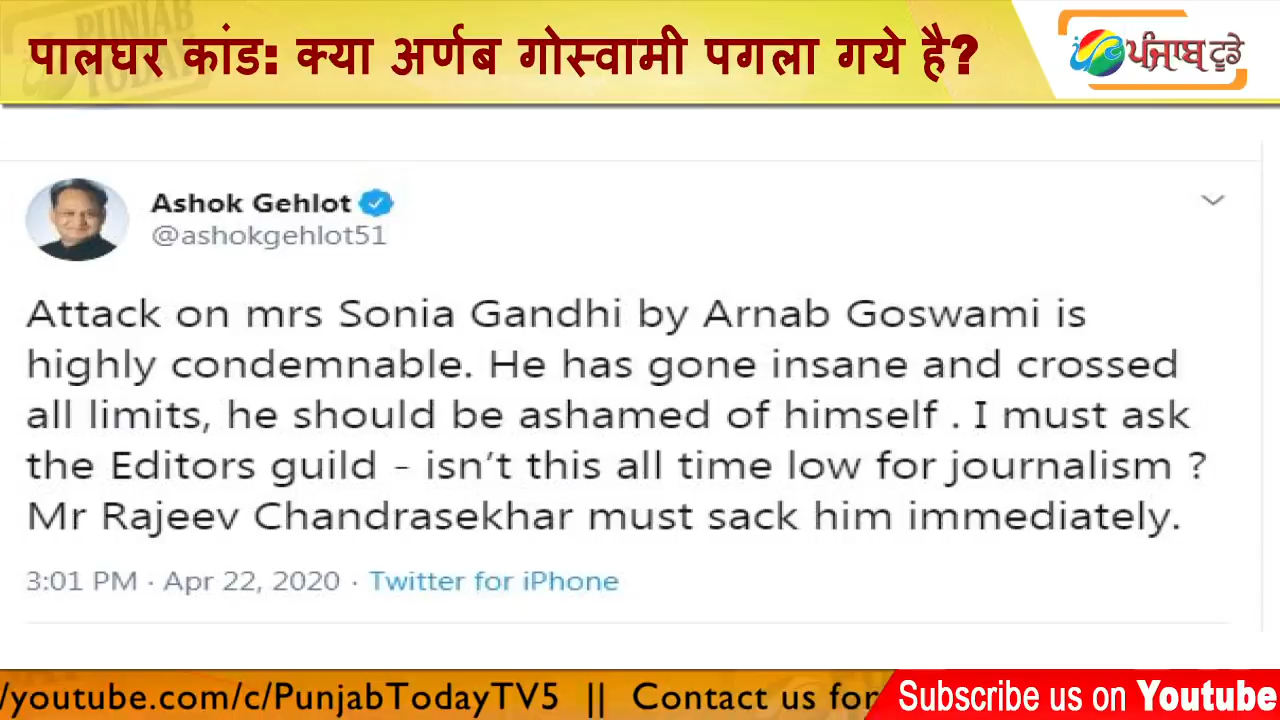 पालघर कांड: क्या अर्णब गोस्वामी पगला गये है?
ਪੰਜਾਬ ਟੂਡੇ
PUNJAB
TODAY
Ashok Gehlot
@ashokgehlot51
Attack on mrs Sonia Gandhi by Arnab Goswami is
highly condemnable. He has gone insane and crossed
all limits, he should be ashamed of himself . I must ask
the Editors guild - isn’t this all time low for journalism ?
Mr Rajeev Chandrasekhar must sack him immediately.
3:01 PM · Apr 22, 2020 · Twitter for iPhone
/youtube.com/c/PunjabTodayTV5 || Contact us for
Subscribe us on Youtube